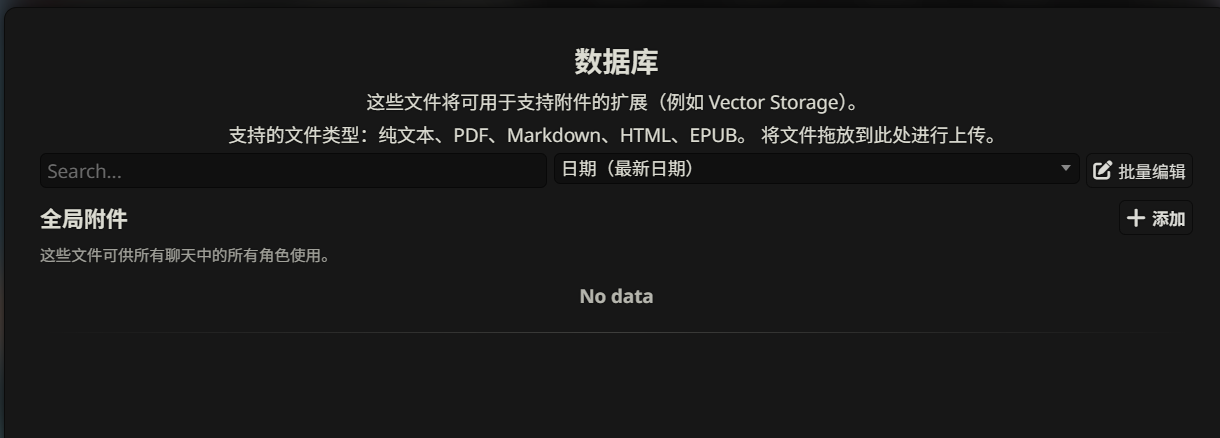 数据库
这些文件将可用于支持附件的扩展（例如 Vector Storage）。
支持的文件类型：纯文本、PDF、Markdown、HTML、EPUB。 将文件拖放到此处进行上传。
Search...
日期（最新日期）
批量编辑
全局附件
添加
这些文件可供所有聊天中的所有角色使用。
No data